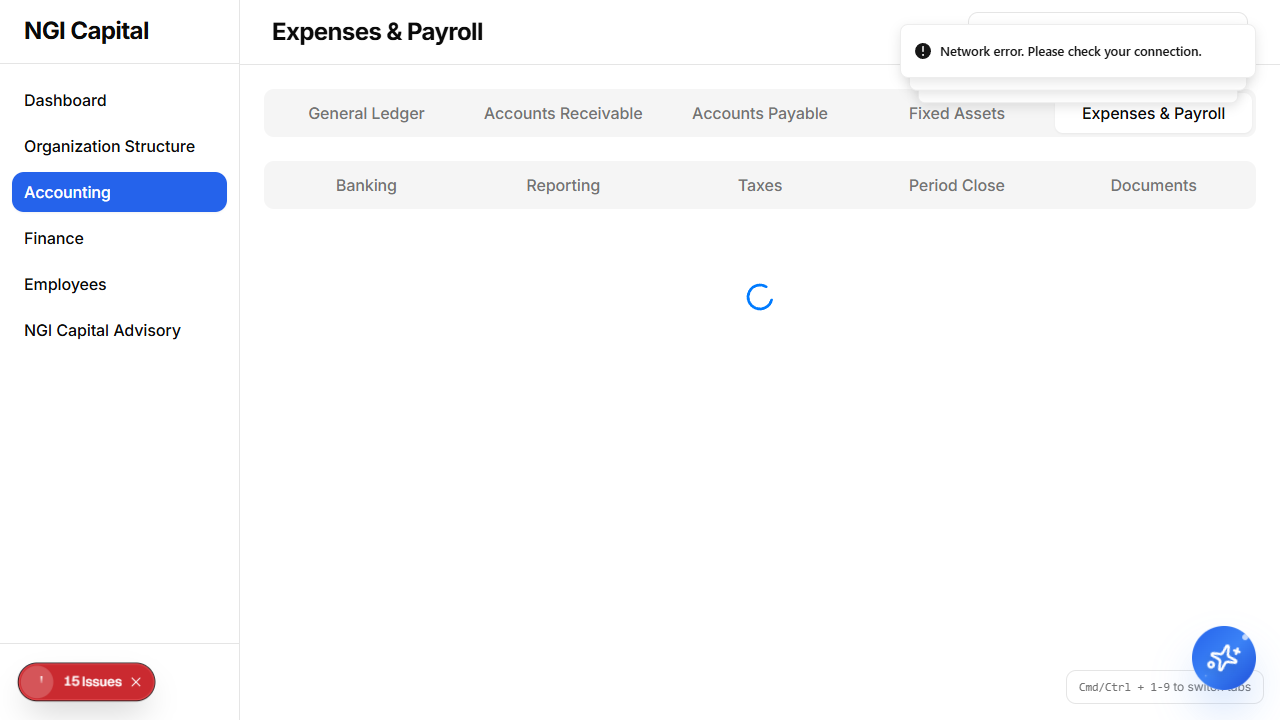 NGI Capital
Expenses & Payroll
Network error. Please check your connection.
Dashboard
Organization Structure
Accounting
Finance
Employees
NGI Capital Advisory
General Ledger
Accounts Receivable
Accounts Payable
Fixed Assets
Expenses & Payroll
Banking
Reporting
Taxes
Period Close
Documents
15 Issues
Cmd/Ctrl + 1-9 to switch tabs